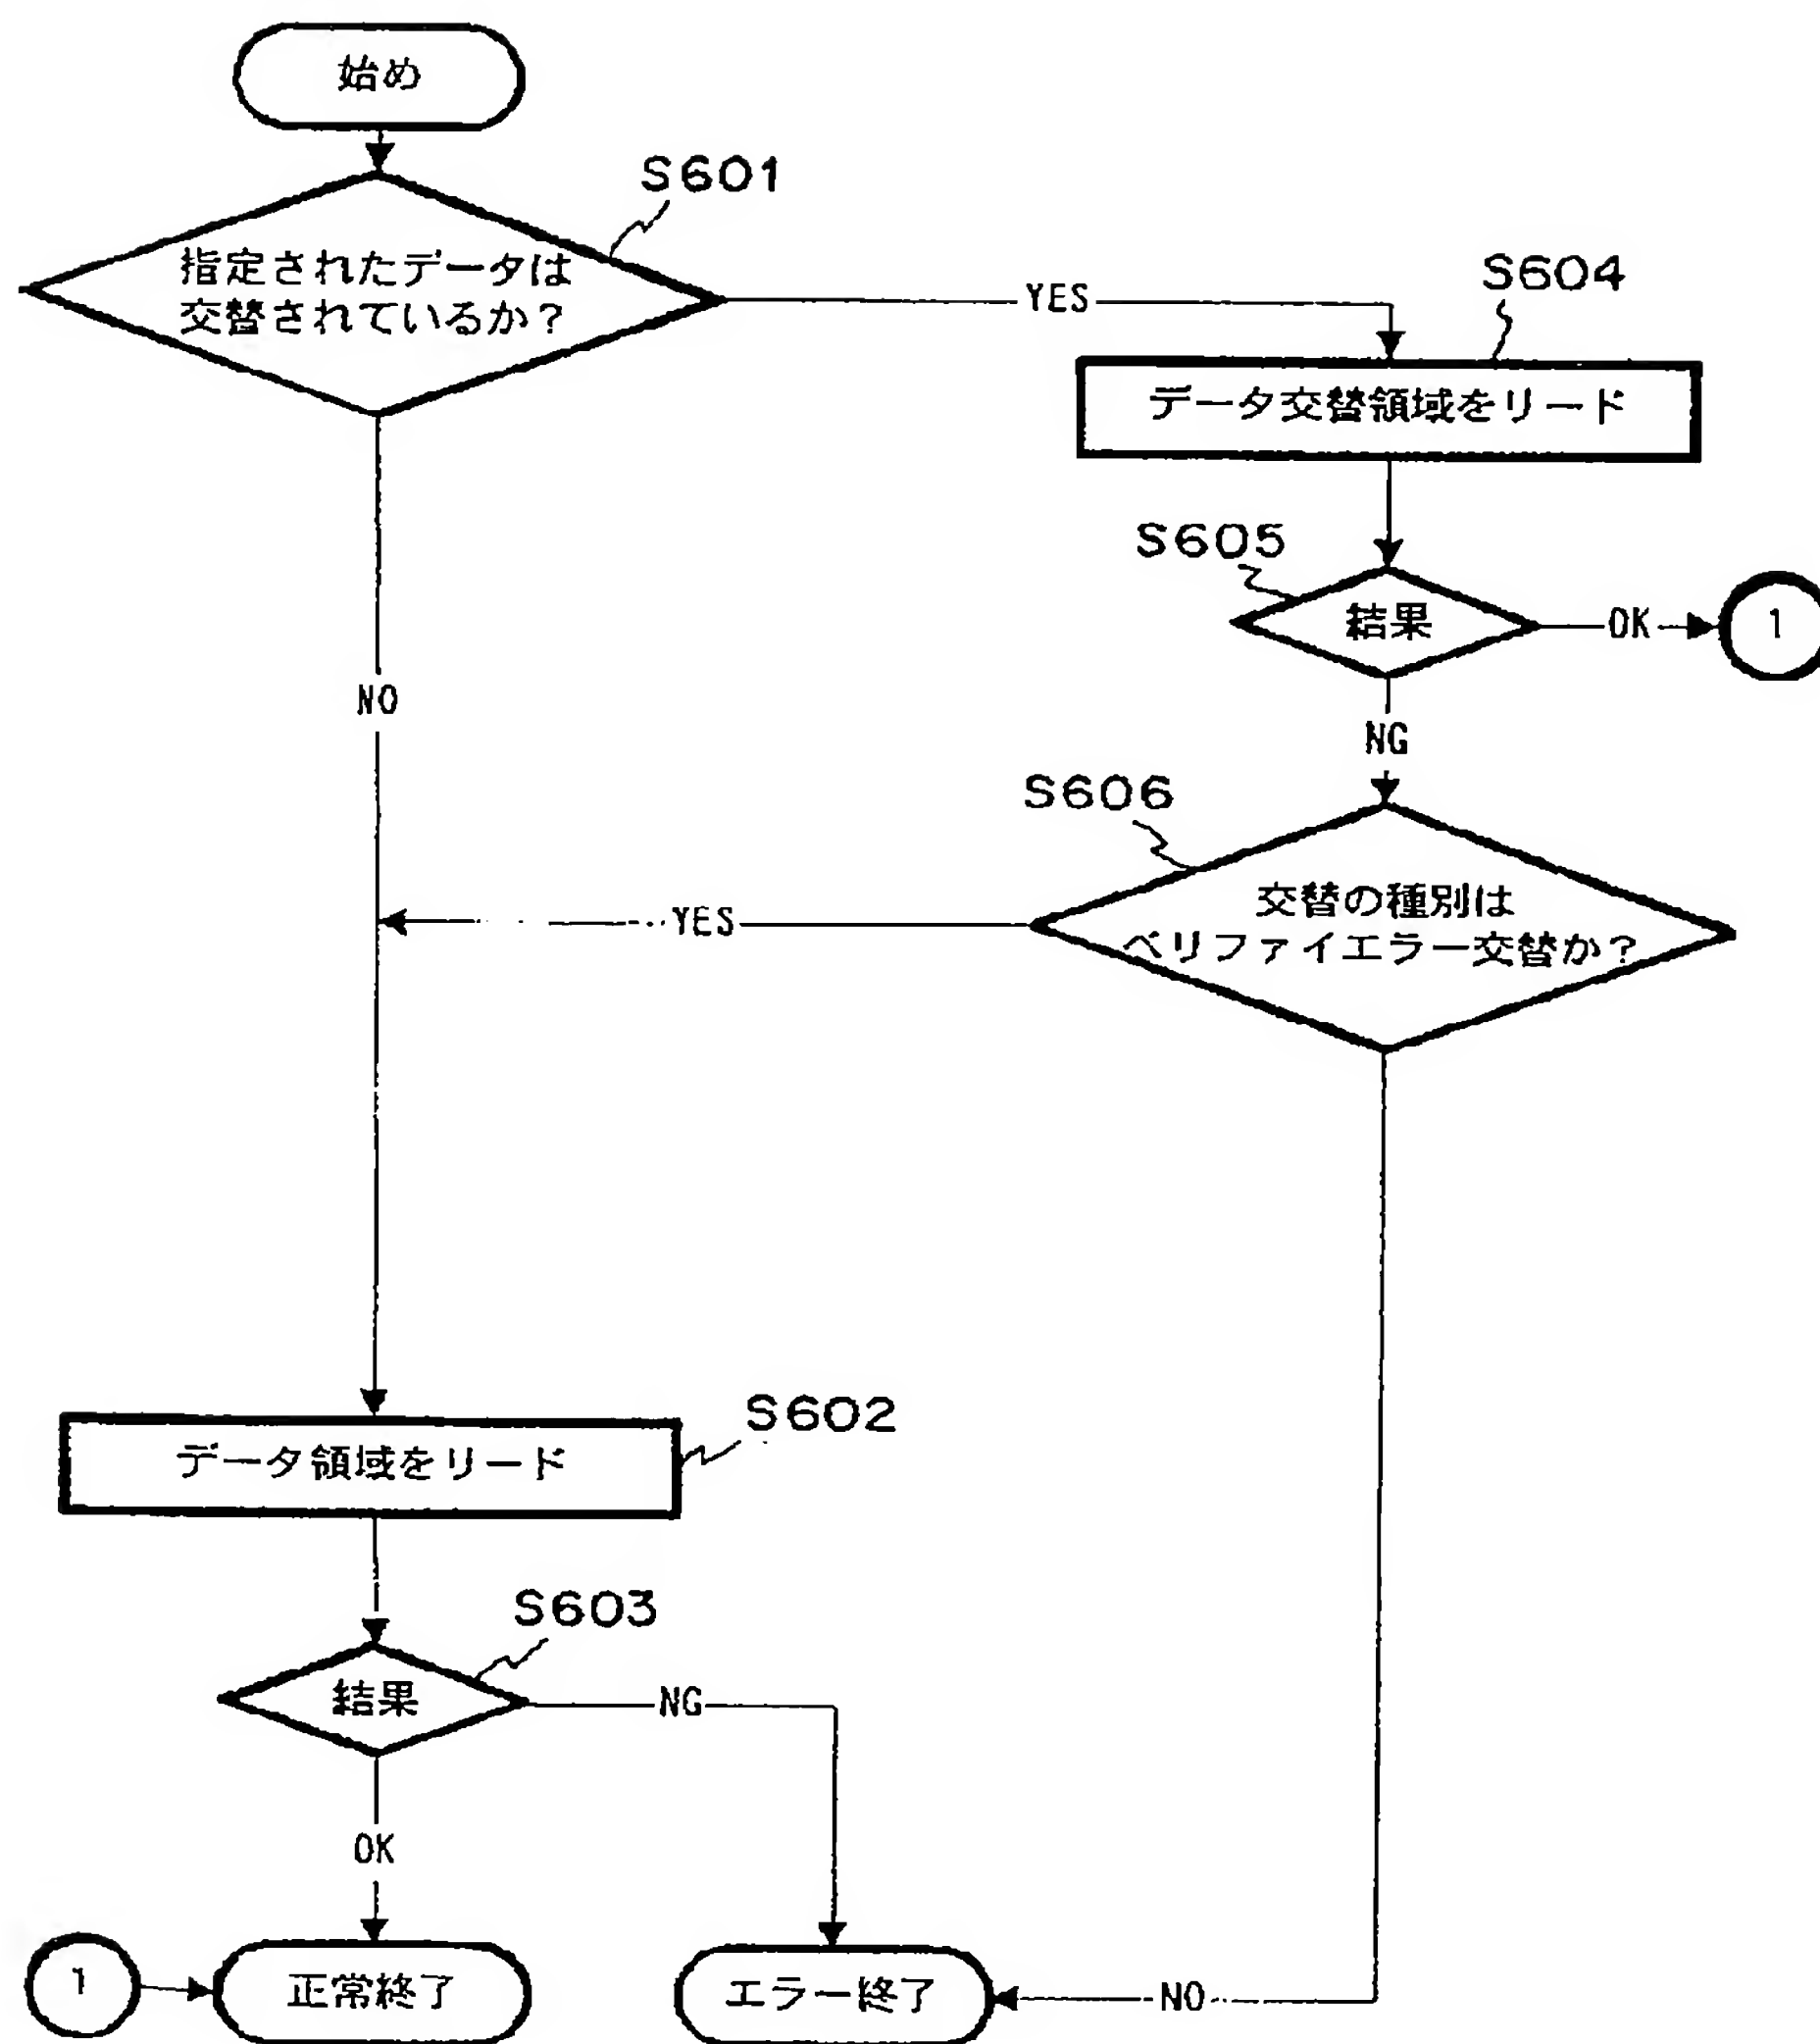 始め
S601
指定されたデータは
交替されているか？
YES
S604
データ交替領域をリード
S605
結果
OK
1
NO
NG
S606
交替の種別は
ベリファイエラー交替か？
YES
S602
データ領域をリード
S603
結果
NG
OK
1
正常終了
エラー終了
NO